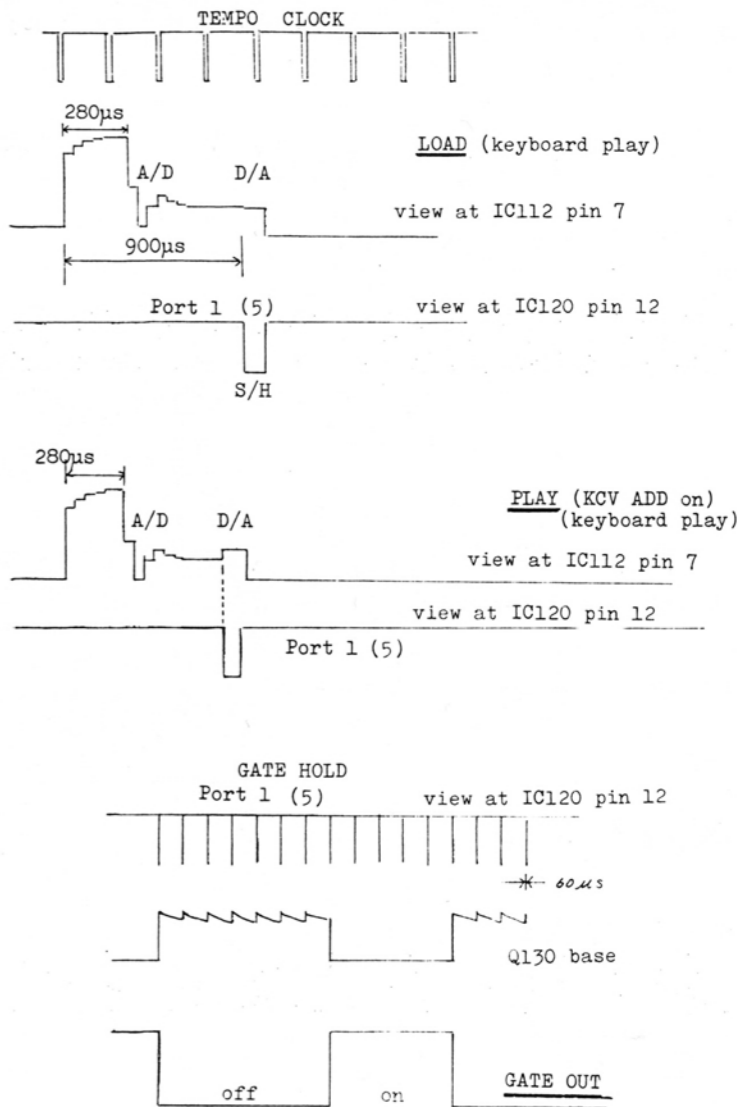 TEMPO CLOCK
280μs
LOAD (keyboard play)
A/D D/A
view at IC112 pin 7
900μs
Port 1 (5) view at IC120 pin 12
S/H
280μs
PLAY (KCV ADD on)
(keyboard play)
A/D D/A
view at IC112 pin 7
view at IC120 pin 12
Port 1 (5)
GATE HOLD
Port 1 (5) view at IC120 pin 12
60μs
Q130 base
off on GATE OUT